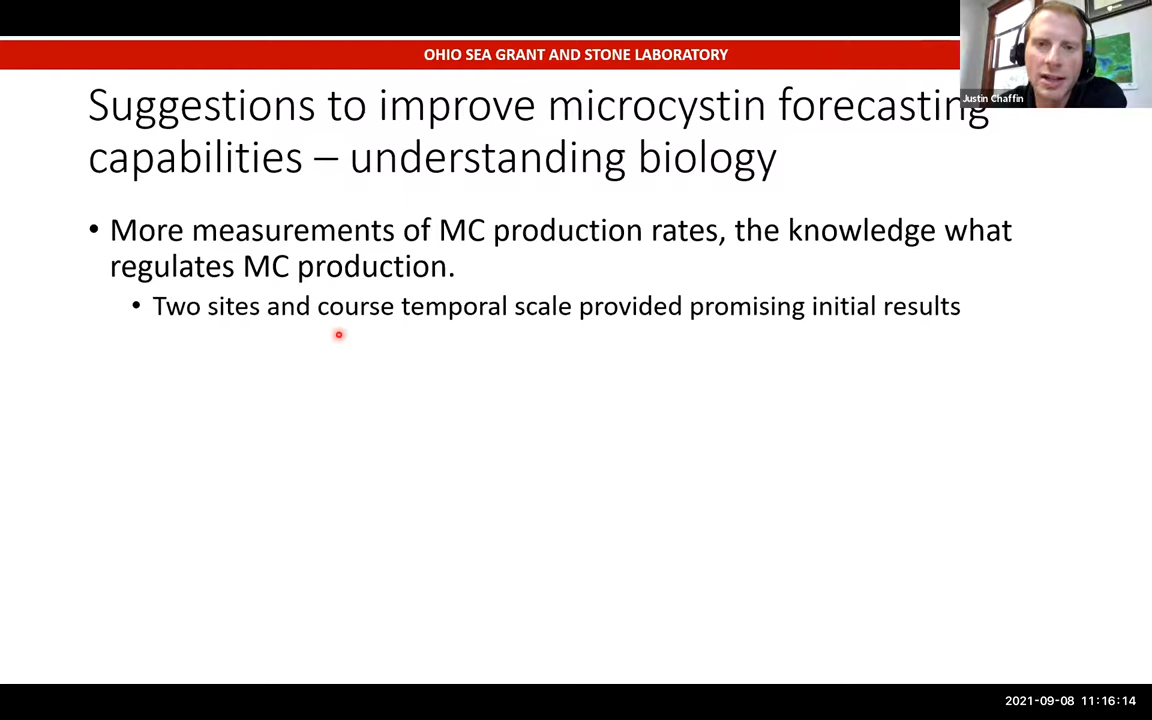 OHIO SEA GRANT AND STONE LABORATORY
Justin Chaffin
Suggestions to improve microcystin forecasting
capabilities – understanding biology
• More measurements of MC production rates, the knowledge what
regulates MC production.
• Two sites and course temporal scale provided promising initial results
2021-09-08 11:16:14